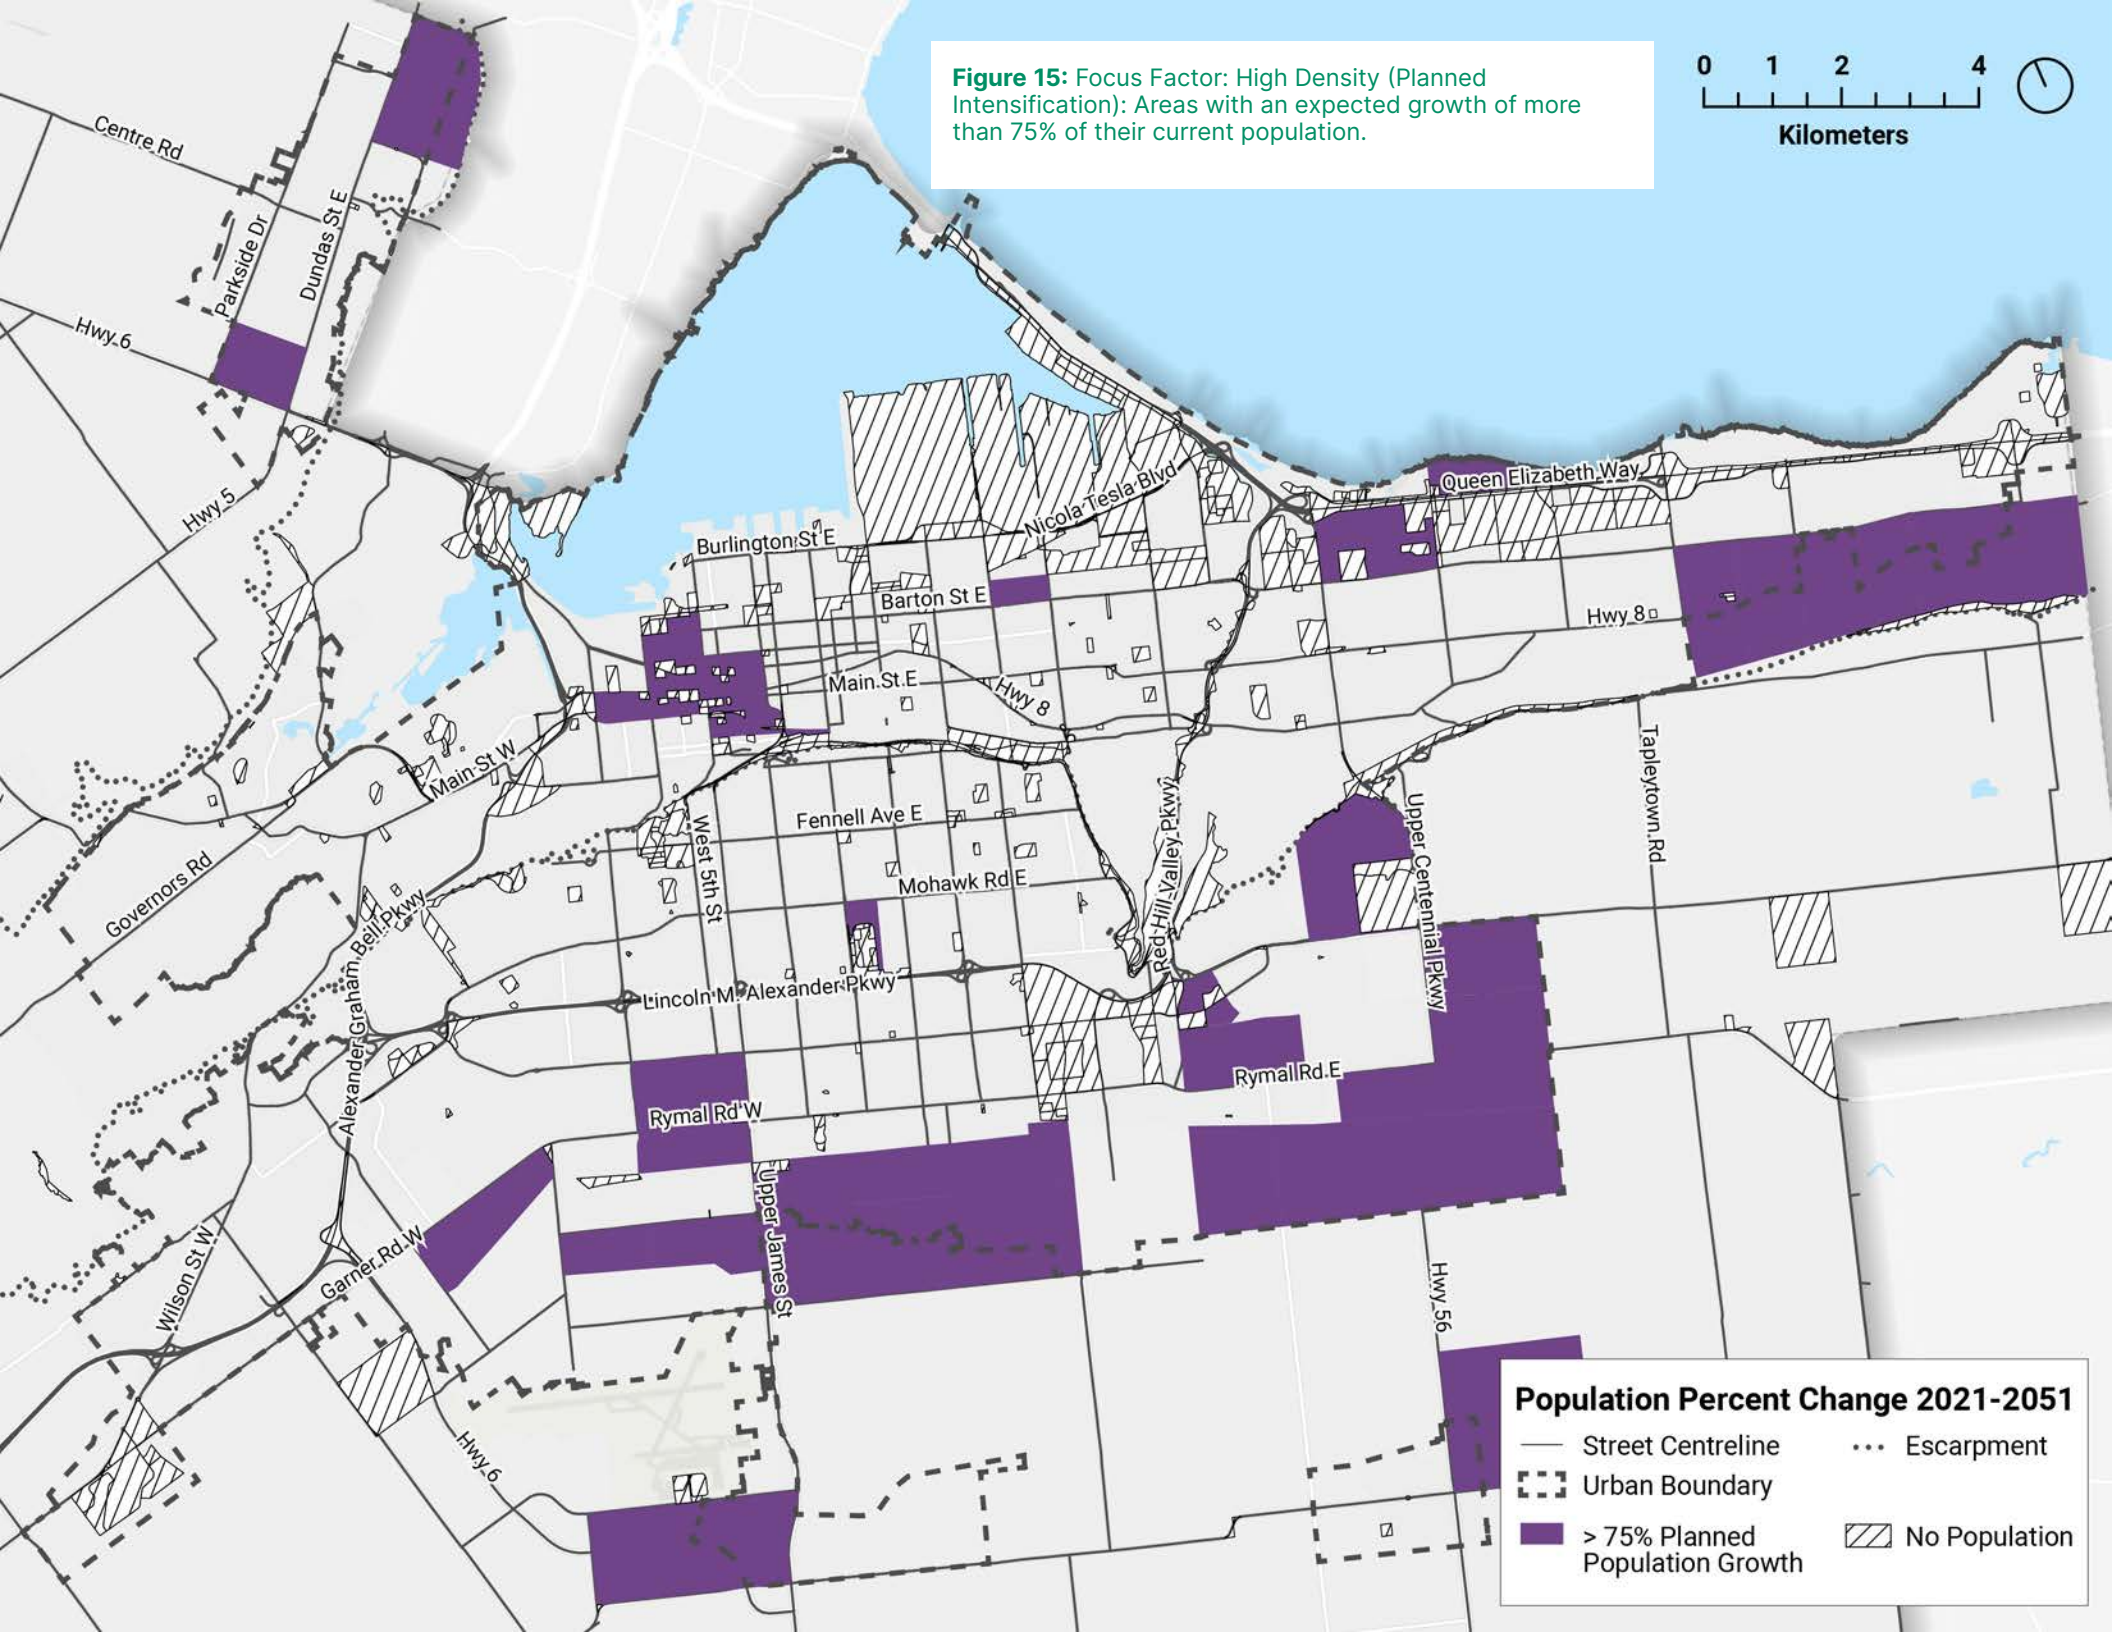 Figure 15: Focus Factor: High Density (Planned
Intensification): Areas with an expected growth of more
than 75% of their current population.
0 1 2 4
Kilometers
Centre Rd
Parkside Dr
Dundas St E
Hwy 6
Hwy 5
Queen Elizabeth Way
Nicola Tesla Blvd
Burlington St E
Barton St E
Hwy 8
Main St E
Hwy 8
Main St W
Tapleytown Rd
Fennell Ave E
West 5th St
Red Hill Valley Pkwy
Upper Centennial Pkwy
Governors Rd
Mohawk Rd E
Alexander Graham Bell Pkwy
Lincoln M. Alexander Pkwy
Rymal Rd E
Rymal Rd W
Upper James St
Garner Rd W
Wilson St W
Hwy 56
Hwy 6
Population Percent Change 2021-2051
Street Centreline
Escarpment
Urban Boundary
> 75% Planned
Population Growth
No Population